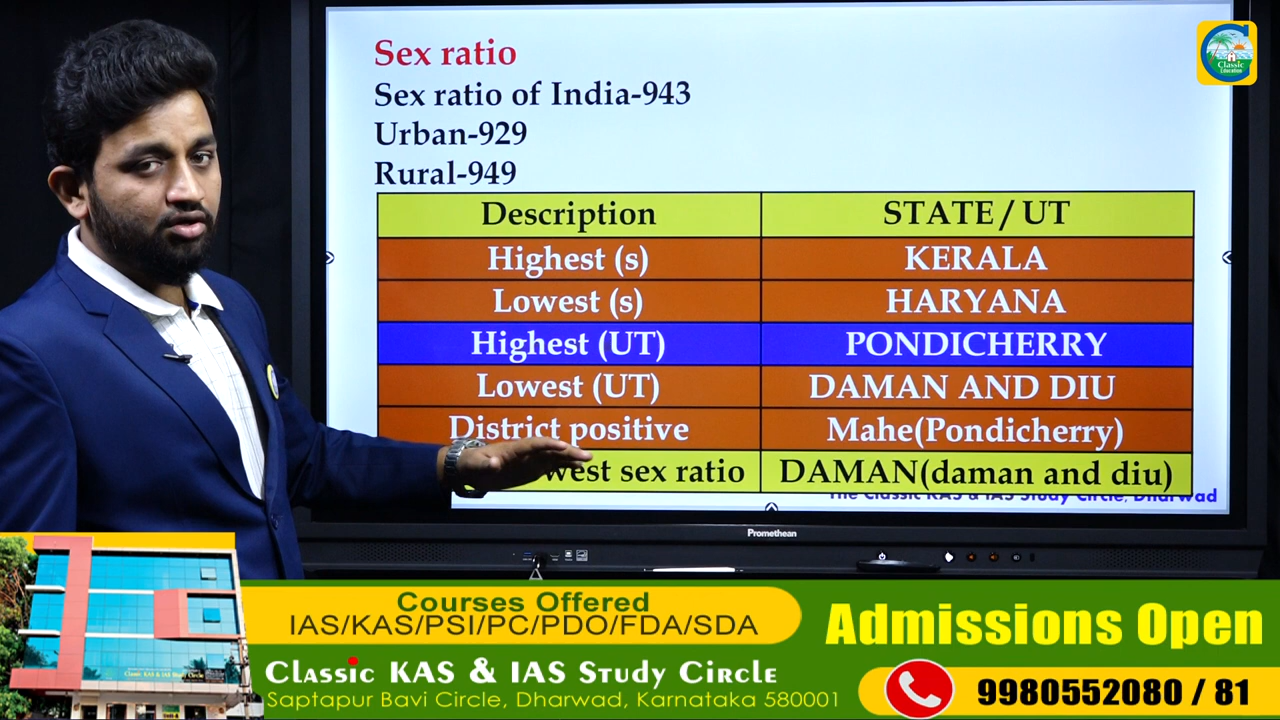 Sex ratio
Sex ratio of India-943
Urban-929
Rural-949
Description STATE / UT
Highest (s) KERALA
Lowest (s) HARYANA
Highest (UT) PONDICHERRY
Lowest (UT) DAMAN AND DIU
District positive Mahe(Pondicherry)
sex ratio DAMAN(daman and diu)
The Classic KAS & IAS Study Circle, Dharwad
Promethean
Classic
Education
Courses Offered
IAS/KAS/PSI/PC/PDO/FDA/SDA
Admissions Open
Classic KAS & IAS Study Circle
Saptapur Bavi Circle, Dharwad, Karnataka 580001
9980552080 / 81